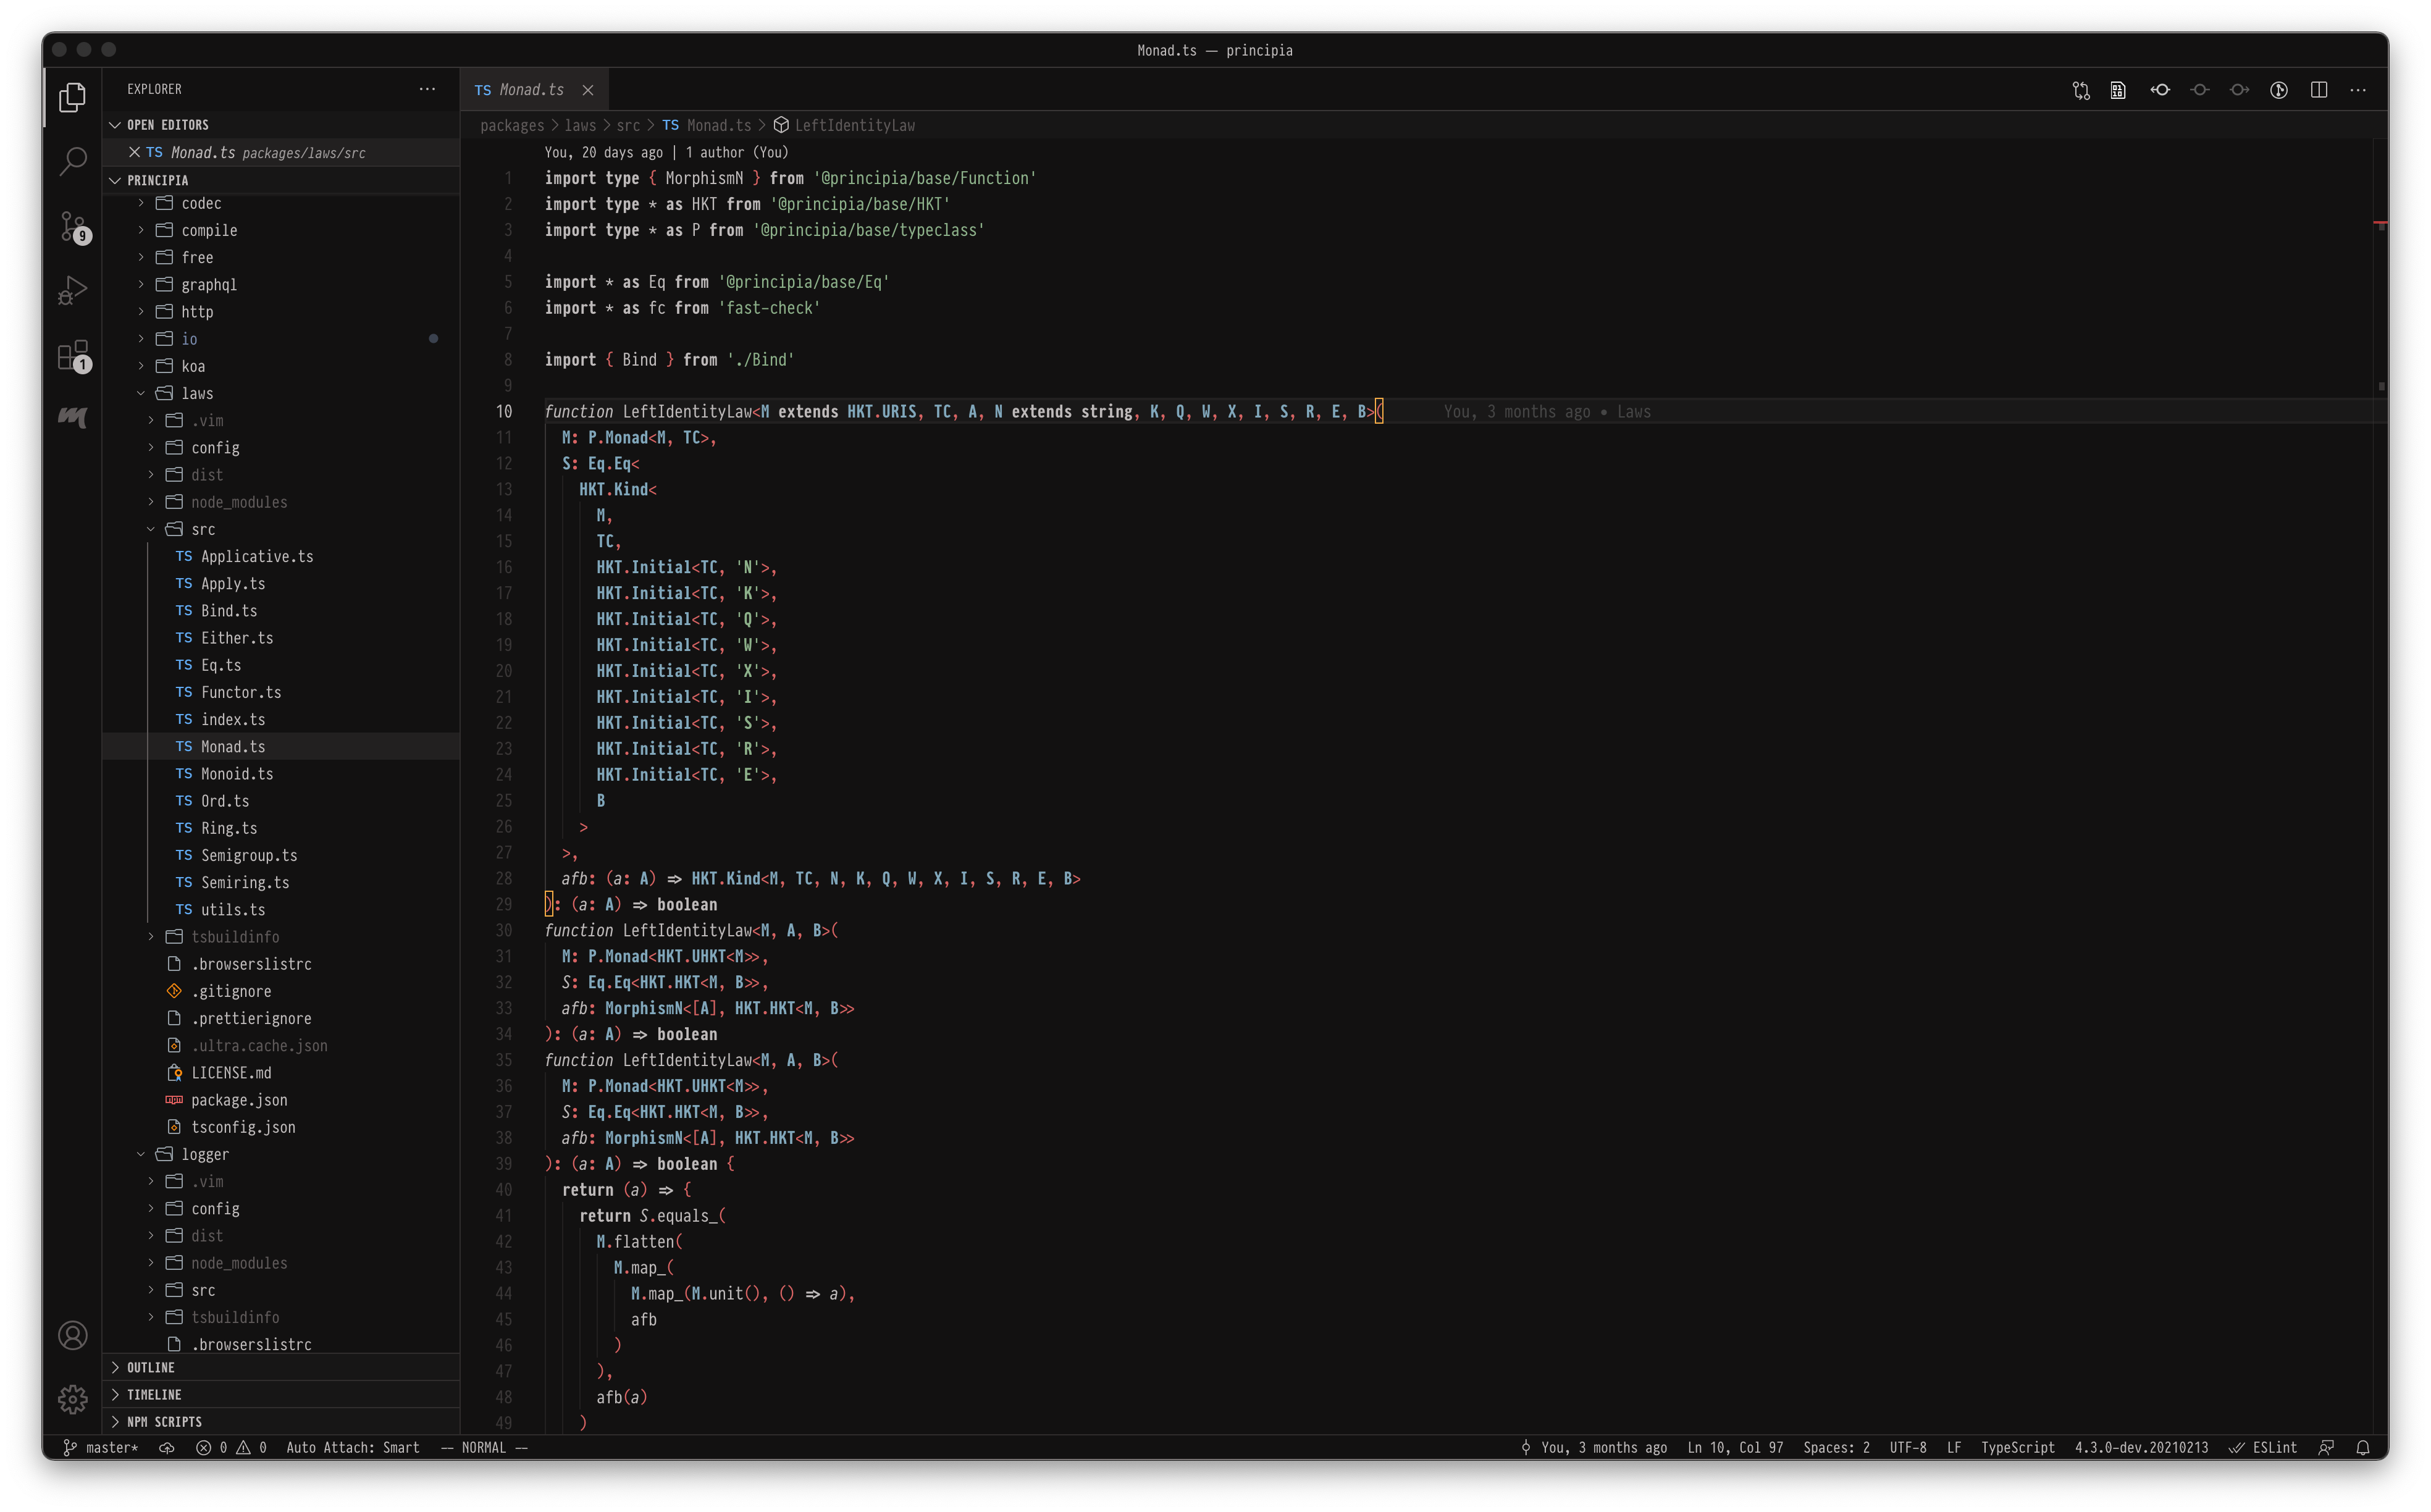 Monad.ts — principia
EXPLORER
OPEN EDITORS
TS Monad.ts packages/laws/src
PRINCIPIA
codec
compile
free
graphql
http
io
koa
laws
.vim
config
dist
node_modules
src
TS Applicative.ts
TS Apply.ts
TS Bind.ts
TS Either.ts
TS Eq.ts
TS Functor.ts
TS index.ts
TS Monad.ts
TS Monoid.ts
TS Ord.ts
TS Ring.ts
TS Semigroup.ts
TS Semiring.ts
TS utils.ts
tsbuildinfo
.browserslistrc
.gitignore
.prettierignore
.ultra.cache.json
LICENSE.md
package.json
tsconfig.json
logger
.vim
config
dist
node_modules
src
tsbuildinfo
.browserslistrc
OUTLINE
TIMELINE
NPM SCRIPTS
9
1
TS Monad.ts
packages > laws > src > TS Monad.ts > LeftIdentityLaw
You, 20 days ago | 1 author (You)
1 import type { MorphismN } from '@principia/base/Function'
2 import type * as HKT from '@principia/base/HKT'
3 import type * as P from '@principia/base/typeclass'
4
5 import * as Eq from '@principia/base/Eq'
6 import * as fc from 'fast-check'
7
8 import { Bind } from './Bind'
9
10 function LeftIdentityLaw<M extends HKT.URIS, TC, A, N extends string, K, Q, W, X, I, S, R, E, B>( You, 3 months ago • Laws
11 M: P.Monad<M, TC>,
12 S: Eq.Eq<
13 HKT.Kind<
14 M,
15 TC,
16 HKT.Initial<TC, 'N'>,
17 HKT.Initial<TC, 'K'>,
18 HKT.Initial<TC, 'Q'>,
19 HKT.Initial<TC, 'W'>,
20 HKT.Initial<TC, 'X'>,
21 HKT.Initial<TC, 'I'>,
22 HKT.Initial<TC, 'S'>,
23 HKT.Initial<TC, 'R'>,
24 HKT.Initial<TC, 'E'>,
25 B
26 >
27 >,
28 afb: (a: A) => HKT.Kind<M, TC, N, K, Q, W, X, I, S, R, E, B>
29 ): (a: A) => boolean
30 function LeftIdentityLaw<M, A, B>(
31 M: P.Monad<HKT.UHKT<M>>,
32 S: Eq.Eq<HKT.HKT<M, B>>,
33 afb: MorphismN<[A], HKT.HKT<M, B>>
34 ): (a: A) => boolean
35 function LeftIdentityLaw<M, A, B>(
36 M: P.Monad<HKT.UHKT<M>>,
37 S: Eq.Eq<HKT.HKT<M, B>>,
38 afb: MorphismN<[A], HKT.HKT<M, B>>
39 ): (a: A) => boolean {
40 return (a) => {
41 return S.equals_(
42 M.flatten(
43 M.map_(
44 M.map_(M.unit(), () => a),
45 afb
46 )
47 ),
48 afb(a)
49 )
master* 0 0 Auto Attach: Smart -- NORMAL -- You, 3 months ago Ln 10, Col 97 Spaces: 2 UTF-8 LF TypeScript 4.3.0-dev.20210213 ESLint